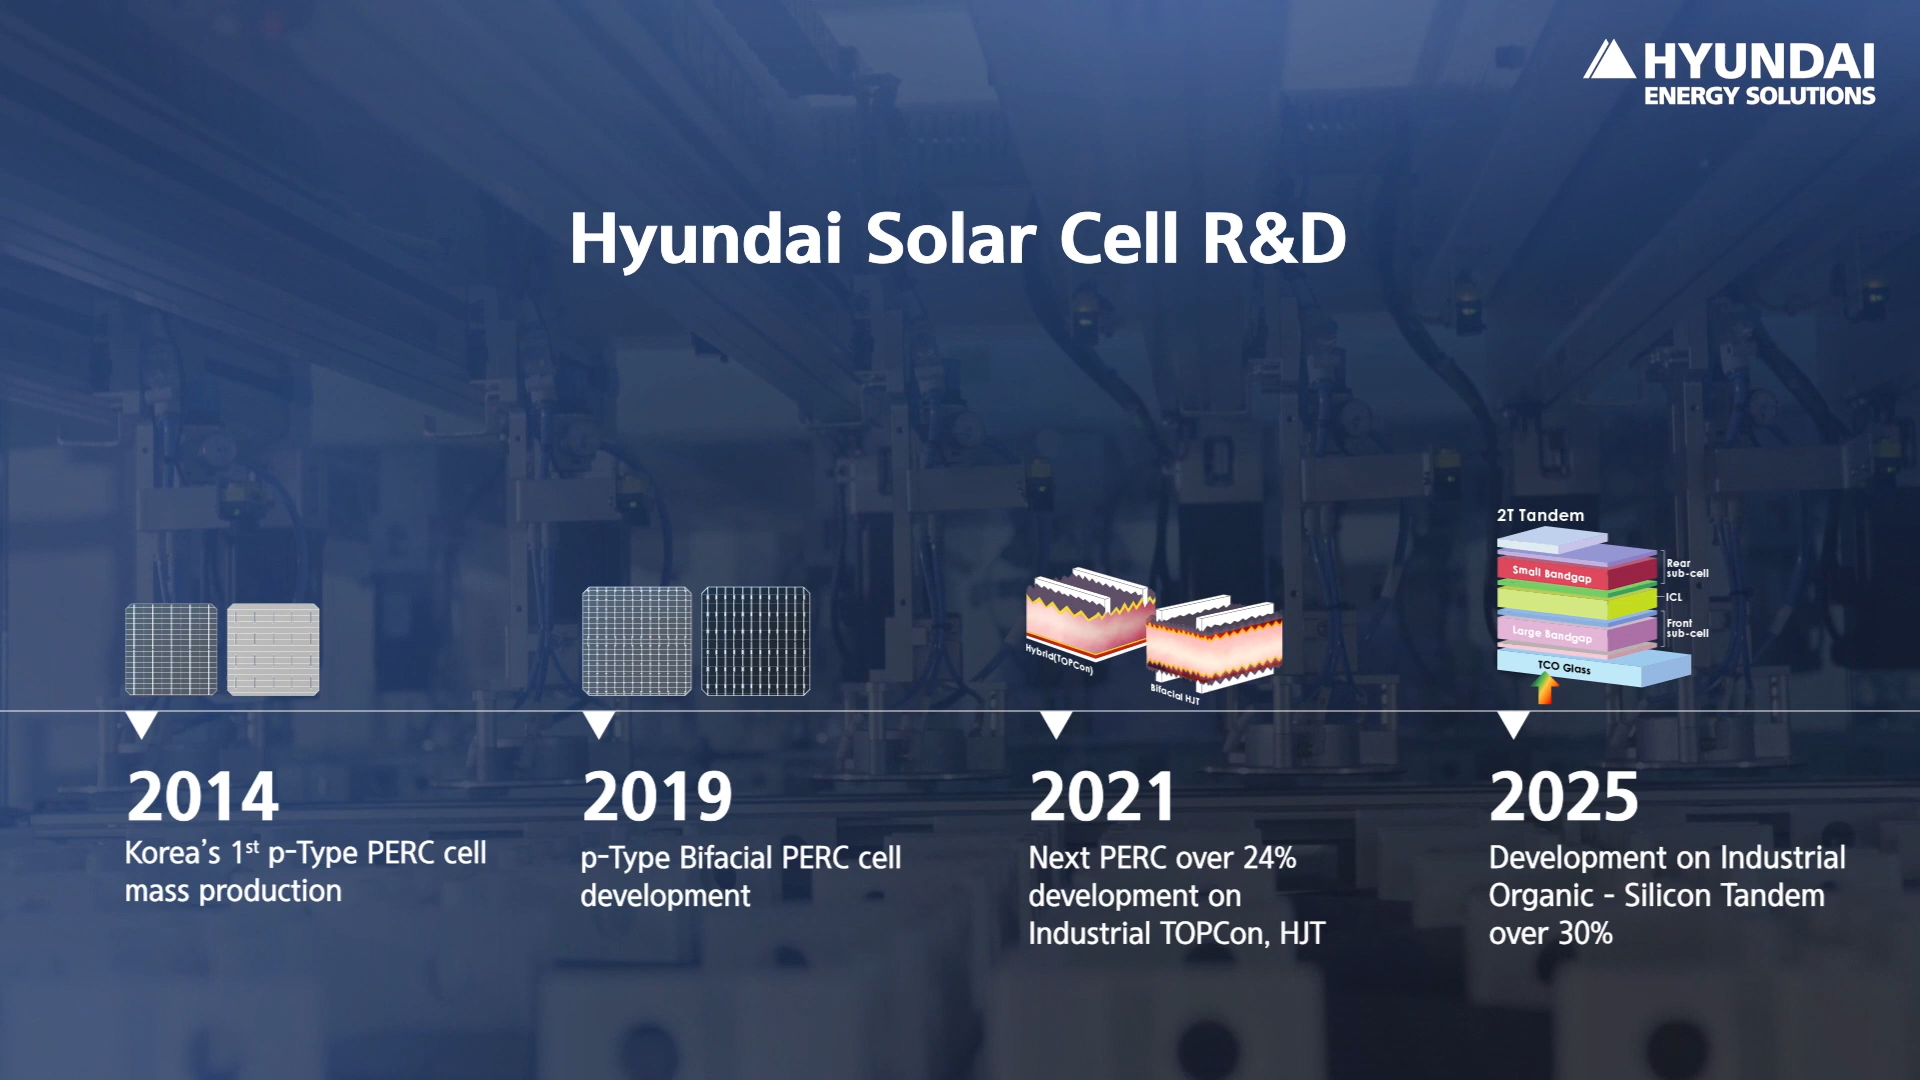 HYUNDAI
ENERGY SOLUTIONS
Hyundai Solar Cell R&D
Hybrid(TOPCon)
Bifacial HJT
2T Tandem
Small Bandgap
Rear
sub-cell
ICL
Large Bandgap
Front
sub-cell
TCO Glass
2014
Korea's 1st p-Type PERC cell
mass production
2019
p-Type Bifacial PERC cell
development
2021
Next PERC over 24%
development on
Industrial TOPCon, HJT
2025
Development on Industrial
Organic - Silicon Tandem
over 30%